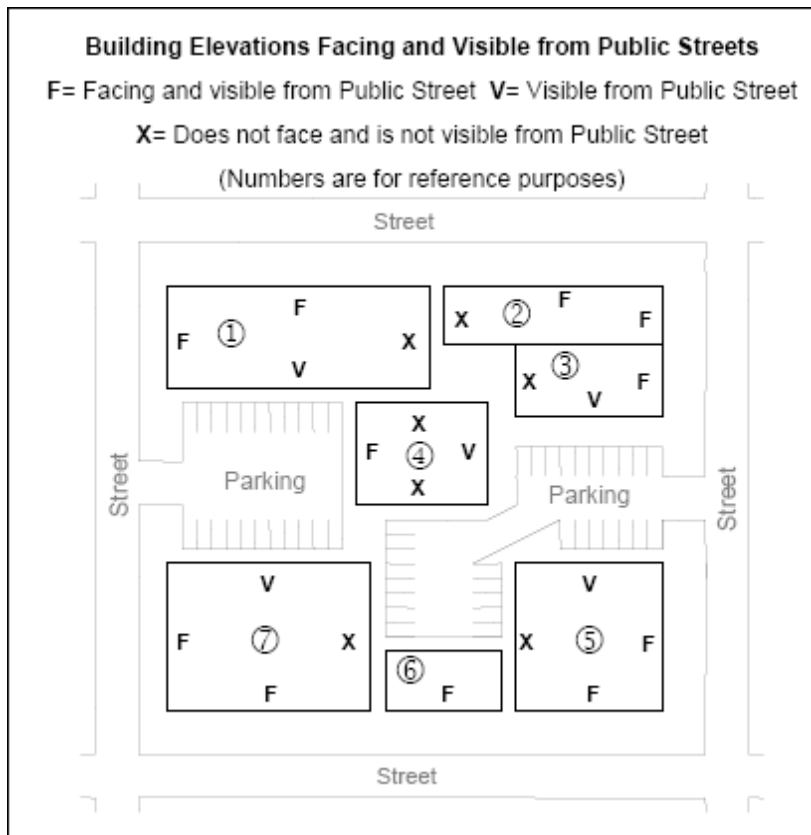 Building Elevations Facing and Visible from Public Streets
F= Facing and visible from Public Street V= Visible from Public Street
X= Does not face and is not visible from Public Street
(Numbers are for reference purposes)
Street
F
F
①
X
V
X
②
F
F
③
X
V
F
X
F
④
V
X
Street
Parking
Parking
Street
V
F
⑦
X
F
⑥
F
V
X
⑤
F
F
Street